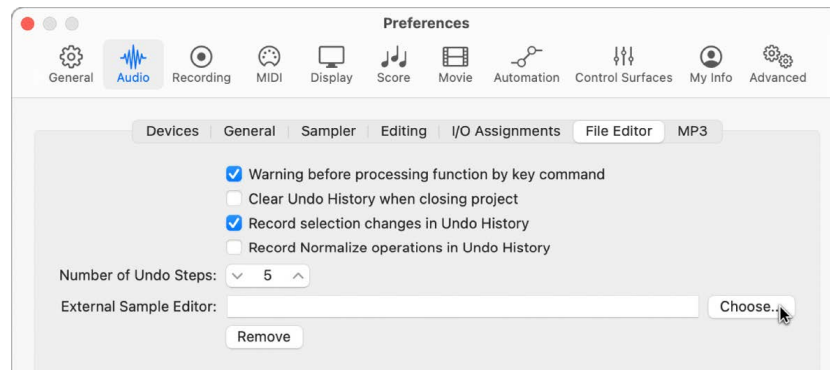 Preferences
General Audio Recording MIDI Display Score Movie Automation Control Surfaces My Info Advanced
Devices General Sampler Editing I/O Assignments File Editor MP3
Warning before processing function by key command
Clear Undo History when closing project
Record selection changes in Undo History
Record Normalize operations in Undo History
Number of Undo Steps: 5
External Sample Editor: Choose...
Remove